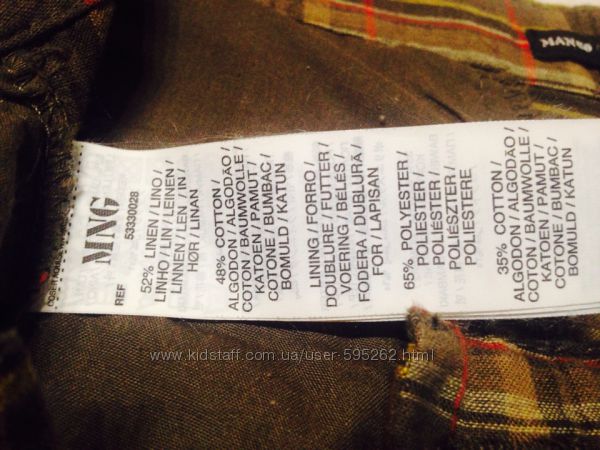 MANGO
MNG
REF 53330028
52% LINEN / LINO /
LINHO / LIN / LEINEN /
LINNEN / LEN / LIN /
HØR / LINAN
48% COTTON /
ALGODON / ALGODÃO /
COTON / BAUMWOLLE /
KATOEN / PAMUT /
COTONE / BUMBAC /
BOMULD / KATUN
LINING / FORRO /
DOUBLURE / FUTTER /
VOERING / BÉLÉS /
FODERA / DUBLURĂ /
FOR / LAPISAN
65% POLYESTER /
POLIÉSTER /
POLIÉSTER /
POLIÉSZTER /
POLIESTERE
35% COTTON /
ALGODON / ALGODÃO /
COTON / BAUMWOLLE /
KATOEN / PAMUT /
COTONE / BUMBAC /
BOMULD / KATUN
www.kidstaff.com.ua/user-595262.html